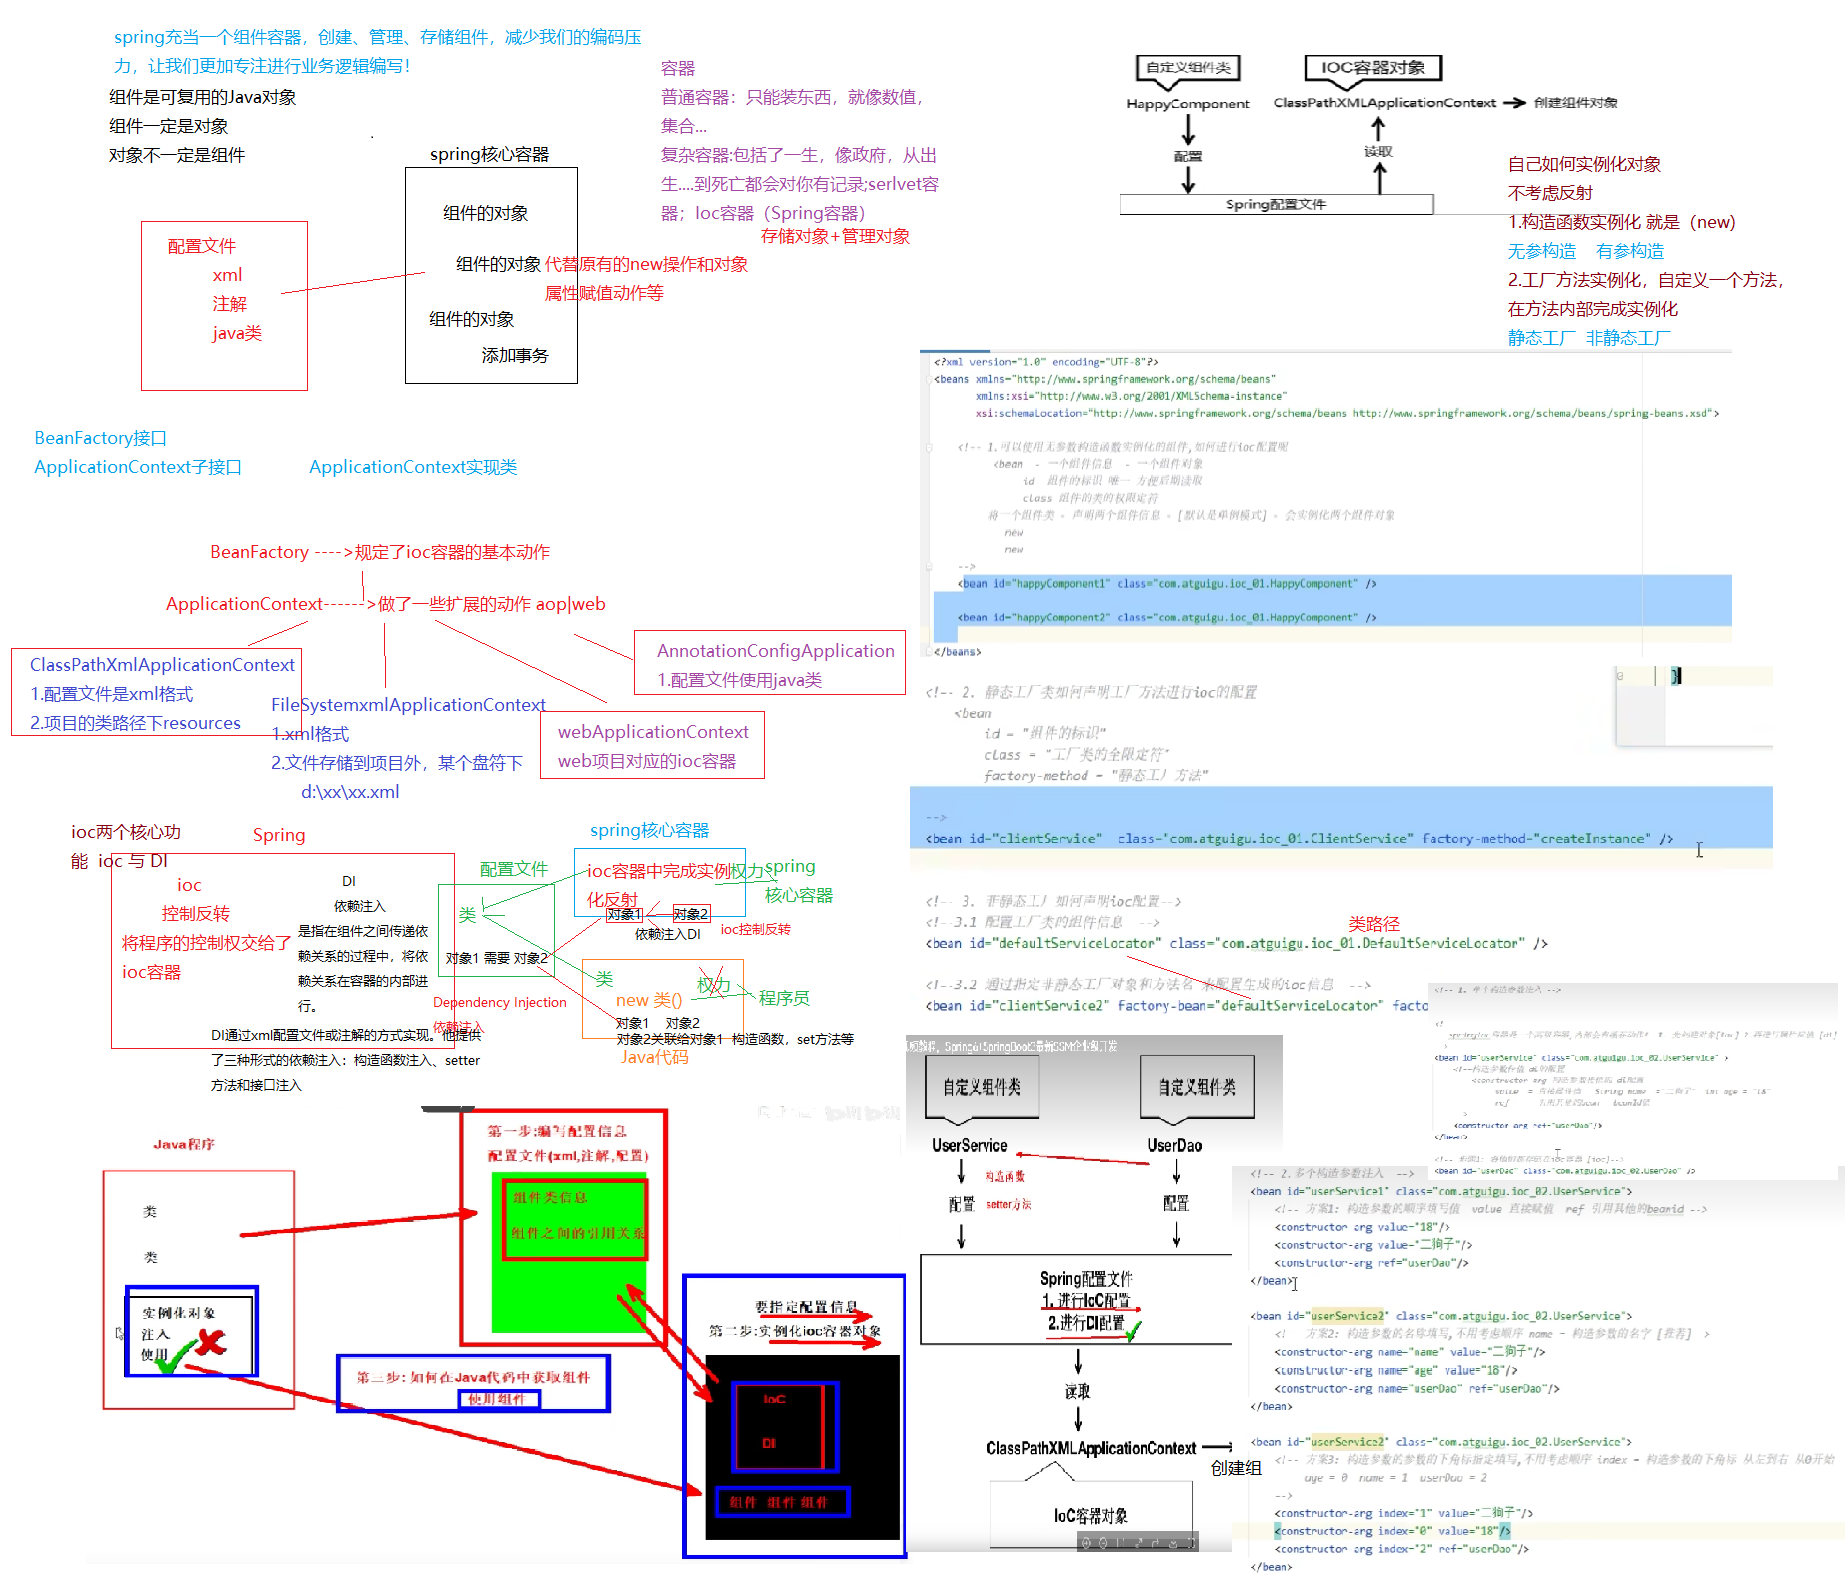 spring充当一个组件容器，创建、管理、存储组件，减少我们的编码压
力，让我们更加专注进行业务逻辑编写！
组件是可复用的Java对象
组件一定是对象
对象不一定是组件
spring核心容器
组件的对象
组件的对象
代替原有的new操作和对象
属性赋值动作等
组件的对象
添加事务
配置文件
xml
注解
java类
容器
普通容器：只能装东西，就像数值，
集合...
复杂容器:包括了一生，像政府，从出
生....到死亡都会对你有记录;serlvet容
器；Ioc容器（Spring容器）
存储对象+管理对象
自定义组件类
IOC容器对象
HappyComponent
ClassPathXMLApplicationContext
创建组件对象
配置
读取
Spring配置文件
自己如何实例化对象
不考虑反射
1.构造函数实例化 就是（new)
无参构造 有参构造
2.工厂方法实例化，自定义一个方法，
在方法内部完成实例化
静态工厂 非静态工厂
BeanFactory接口
ApplicationContext子接口
ApplicationContext实现类
BeanFactory ---->规定了ioc容器的基本动作
ApplicationContext------>做了一些扩展的动作 aop|web
ClassPathXmlApplicationContext
1.配置文件是xml格式
2.项目的类路径下resources
FileSystemxmlApplicationContext
1.xml格式
2.文件存储到项目外，某个盘符下
d:\xx\xx.xml
webApplicationContext
web项目对应的ioc容器
AnnotationConfigApplication
1.配置文件使用java类
<?xml version="1.0" encoding="UTF-8"?>
<beans xmlns="http://www.springframework.org/schema/beans"
xmlns:xsi="http://www.w3.org/2001/XMLSchema-instance"
xsi:schemaLocation="http://www.springframework.org/schema/beans http://www.springframework.org/schema/beans/spring-beans.xsd">
<!-- 1.可以使用无参数构造函数实例化的组件,如何进行ioc配置呢
<bean - 一个组件信息 - 一个组件对象
id 组件的标识 唯一 方便后期读取
class 组件的类的权限定符
将一个组件类 - 声明两个组件信息 - [默认是单例模式] - 会实例化两个组件对象
new
new
-->
<bean id="happyComponent1" class="com.atguigu.ioc_01.HappyComponent" />
<bean id="happyComponent2" class="com.atguigu.ioc_01.HappyComponent" />
</beans>
<!-- 2. 静态工厂类如何声明工厂方法进行ioc的配置
<bean
id = "组件的标识"
class = "工厂类的全限定符"
factory-method = "静态工厂方法"
-->
<bean id="clientService" class="com.atguigu.ioc_01.ClientService" factory-method="createInstance" />
}
<!-- 3. 非静态工厂如何声明ioc配置-->
<!--3.1 配置工厂类的组件信息 -->
类路径
<bean id="defaultServiceLocator" class="com.atguigu.ioc_01.DefaultServiceLocator" />
<!--3.2 通过指定非静态工厂对象和方法名 来配置生成的ioc信息 -->
<bean id="clientService2" factory-bean="defaultServiceLocator" facto
ioc两个核心功
能 ioc 与 DI
Spring
ioc
控制反转
将程序的控制权交给了
ioc容器
DI
依赖注入
是指在组件之间传递依
赖关系的过程中，将依
赖关系在容器的内部进
行。
DI通过xml配置文件或注解的方式实现。他提供
了三种形式的依赖注入：构造函数注入、setter
方法和接口注入
Dependency Injection
依赖注入
配置文件
类
对象1 需要 对象2
spring核心容器
ioc容器中完成实例
化反射
权力
spring
核心容器
对象1
对象2
依赖注入DI
ioc控制反转
类
权力
程序员
new 类()
对象1 对象2
对象2关联给对象1 构造函数，set方法等
Java代码
Java程序
类
类
实例化对象
注入
使用
第一步:编写配置信息
配置文件(xml,注解,配置)
组件类信息
组件之间的引用关系
第三步: 如何在Java代码中获取组件
使用组件
要指定配置信息
第二步:实例化ioc容器对象
IoC
DI
组件 组件 组件
自定义组件类
自定义组件类
UserService
UserDao
构造函数
setter方法
配置
配置
Spring配置文件
1. 进行IoC配置
2.进行DI配置
读取
ClassPathXMLApplicationContext
创建组
IoC容器对象
<!-- 1. 单个构造参数注入 -->
<bean id="userService" class="com.atguigu.ioc_02.UserService" >
<constructor-arg ref="userDao"/>
</bean>
<bean id="userDao" class="com.atguigu.ioc_02.UserDao" />
<!-- 2.多个构造参数注入 -->
<bean id="userService1" class="com.atguigu.ioc_02.UserService">
<!-- 方案1: 构造参数的顺序填写值 value 直接赋值 ref 引用其他的beanid -->
<constructor-arg value="18"/>
<constructor-arg value="二狗子"/>
<constructor-arg ref="userDao"/>
</bean>
<bean id="userService2" class="com.atguigu.ioc_02.UserService">
<!-- 方案2: 构造参数的名称填写,不用考虑顺序 name = 构造参数的名字 [推荐] -->
<constructor-arg name="name" value="二狗子"/>
<constructor-arg name="age" value="18"/>
<constructor-arg name="userDao" ref="userDao"/>
</bean>
<bean id="userService2" class="com.atguigu.ioc_02.UserService">
<!-- 方案3: 构造参数的参数的下角标指定填写,不用考虑顺序 index = 构造参数的下角标 从左到右 从0开始
age = 0 name = 1 userDao = 2
-->
<constructor-arg index="1" value="二狗子"/>
<constructor-arg index="0" value="18"/>
<constructor-arg index="2" ref="userDao"/>
</bean>